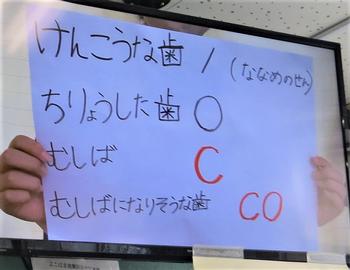 けんこうな歯 / (ななめのせん)
ちりょうした歯 ○
むしば C
むしばになりそうな歯 CO